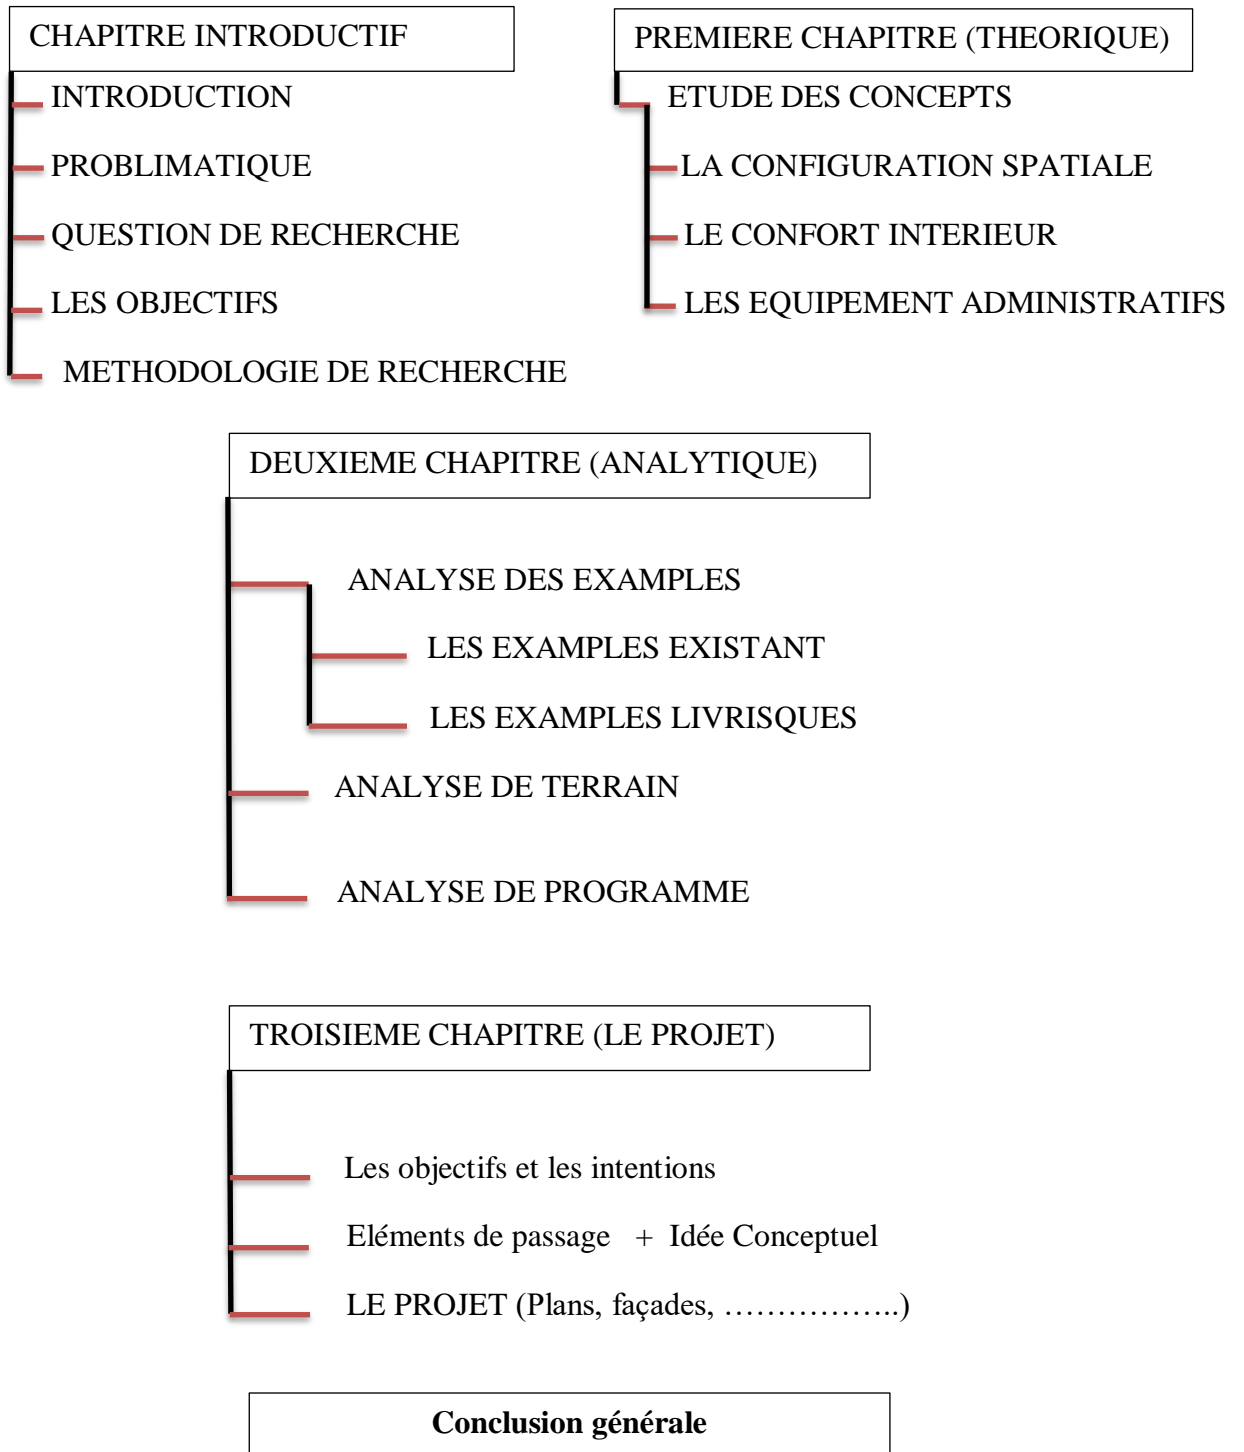 CHAPITRE INTRODUCTIF
INTRODUCTION
PROBLIMATIQUE
QUESTION DE RECHERCHE
LES OBJECTIFS
METHODOLOGIE DE RECHERCHE
PREMIERE CHAPITRE (THEORIQUE)
ETUDE DES CONCEPTS
LA CONFIGURATION SPATIALE
LE CONFORT INTERIEUR
LES EQUIPEMENT ADMINISTRATIFS
DEUXIEME CHAPITRE (ANALYTIQUE)
ANALYSE DES EXAMPLES
LES EXAMPLES EXISTANT
LES EXAMPLES LIVRISQUES
ANALYSE DE TERRAIN
ANALYSE DE PROGRAMME
TROISIEME CHAPITRE (LE PROJET)
Les objectifs et les intentions
Eléments de passage + Idée Conceptuel
LE PROJET (Plans, façades, ……………..)
Conclusion générale